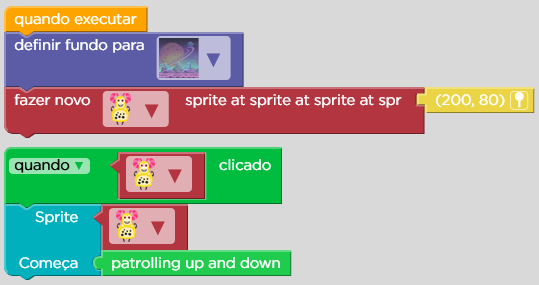 quando executar
definir fundo para
fazer novo sprite at sprite at sprite at spr (200, 80)
quando clicado
Sprite
Começa patrolling up and down